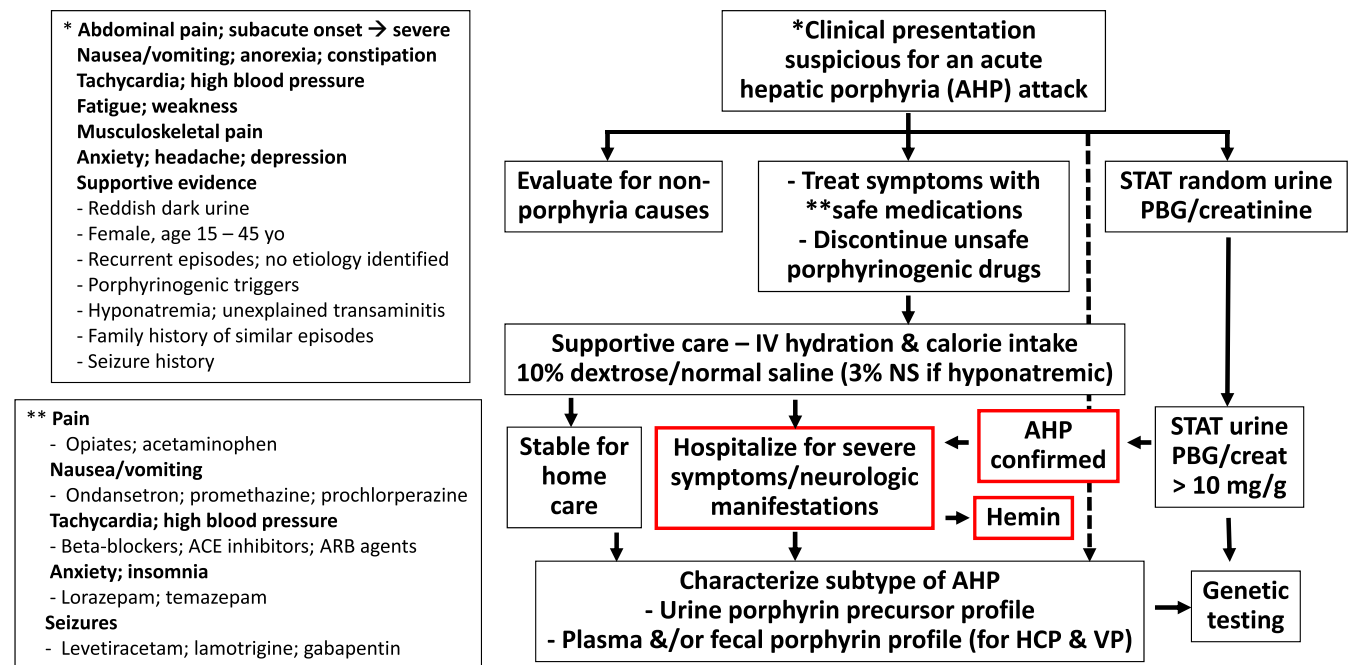 * Abdominal pain; subacute onset → severe
Nausea/vomiting; anorexia; constipation
Tachycardia; high blood pressure
Fatigue; weakness
Musculoskeletal pain
Anxiety; headache; depression
Supportive evidence
- Reddish dark urine
- Female, age 15 – 45 yo
- Recurrent episodes; no etiology identified
- Porphyrinogenic triggers
- Hyponatremia; unexplained transaminitis
- Family history of similar episodes
- Seizure history
** Pain
- Opiates; acetaminophen
Nausea/vomiting
- Ondansetron; promethazine; prochlorperazine
Tachycardia; high blood pressure
- Beta-blockers; ACE inhibitors; ARB agents
Anxiety; insomnia
- Lorazepam; temazepam
Seizures
- Levetiracetam; lamotrigine; gabapentin
*Clinical presentation
suspicious for an acute
hepatic porphyria (AHP) attack
Evaluate for non-
porphyria causes
- Treat symptoms with
**safe medications
- Discontinue unsafe
porphyrinogenic drugs
STAT random urine
PBG/creatinine
Supportive care – IV hydration & calorie intake
10% dextrose/normal saline (3% NS if hyponatremic)
Stable for
home
care
Hospitalize for severe
symptoms/neurologic
manifestations
AHP
confirmed
STAT urine
PBG/creat
> 10 mg/g
Hemin
Characterize subtype of AHP
- Urine porphyrin precursor profile
- Plasma &/or fecal porphyrin profile (for HCP & VP)
Genetic
testing